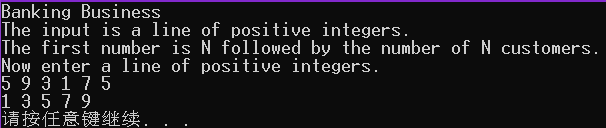 Banking Business
The input is a line of positive integers.
The first number is N followed by the number of N customers.
Now enter a line of positive integers.
5 9 3 1 7 5
1 3 5 7 9
请按任意键继续. . .